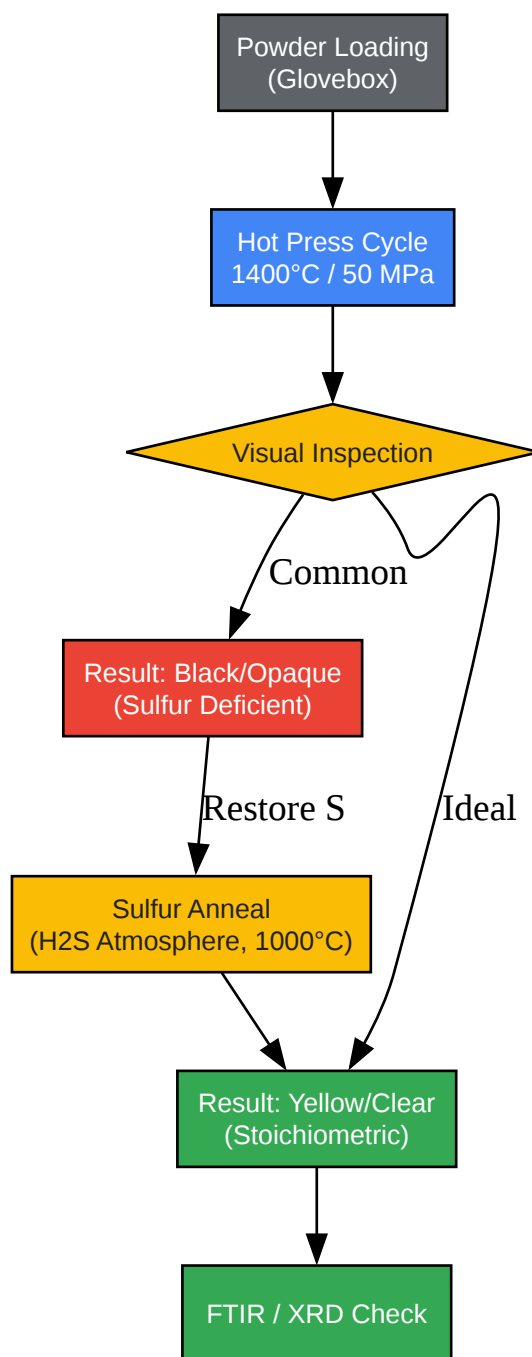 Powder Loading
(Glovebox)
Hot Press Cycle
1400°C / 50 MPa
Visual Inspection
Common
Result: Black/Opaque
(Sulfur Deficient)
Restore S
Ideal
Sulfur Anneal
(H2S Atmosphere, 1000°C)
Result: Yellow/Clear
(Stoichiometric)
FTIR / XRD Check